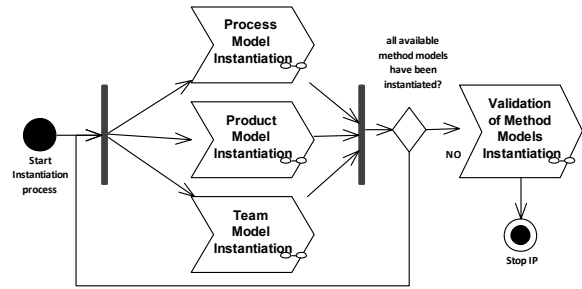 Process
Model
Instantiation
all available
method models
have been
instantiated?
Product
Model
Instantiation
Validation
of Method
Models
Instantiation
NO
Start
Instantiation
process
Team
Model
Instantiation
Stop IP